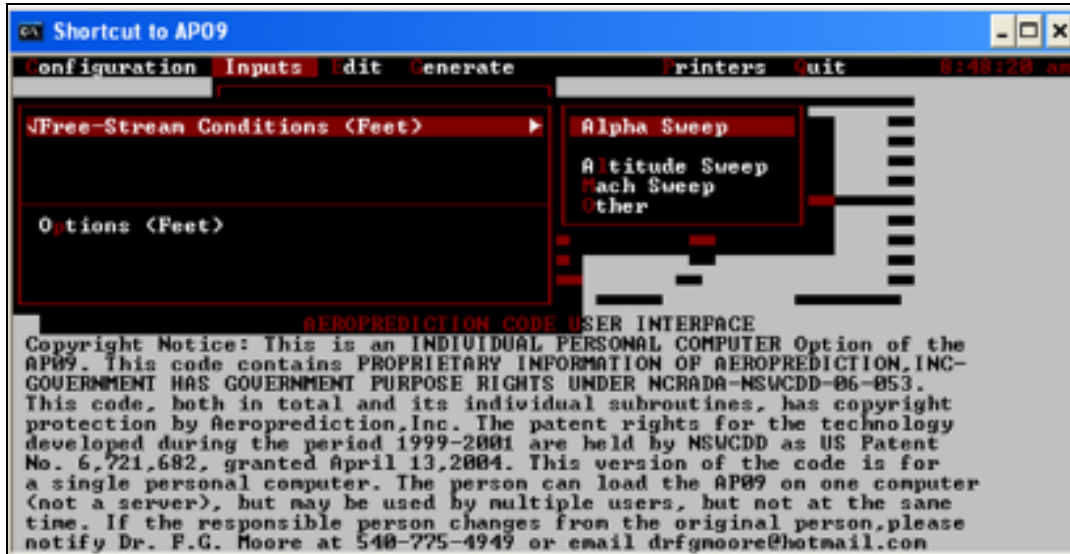 Shortcut to AP09
Configuration Inputs Edit Generate Printers Quit 8:48:20 am
√Free-Stream Conditions (Feet) ►
Alpha Sweep
Altitude Sweep
Mach Sweep
Other
Options (Feet)
AEROPREDICTION CODE USER INTERFACE
Copyright Notice: This is an INDIVIDUAL PERSONAL COMPUTER Option of the
AP09. This code contains PROPRIETARY INFORMATION OF AEROPREDICTION,INC-
GOVERNMENT HAS GOVERNMENT PURPOSE RIGHTS UNDER NCRADA-NSWCDD-06-053.
This code, both in total and its individual subroutines, has copyright
protection by Aeroprediction,Inc. The patent rights for the technology
developed during the period 1999-2001 are held by NSWCDD as US Patent
No. 6,721,682, granted April 13,2004. This version of the code is for
a single personal computer. The person can load the AP09 on one computer
(not a server), but may be used by multiple users, but not at the same
time. If the responsible person changes from the original person,please
notify Dr. F.G. Moore at 540-775-4949 or email drfgmoore@hotmail.com